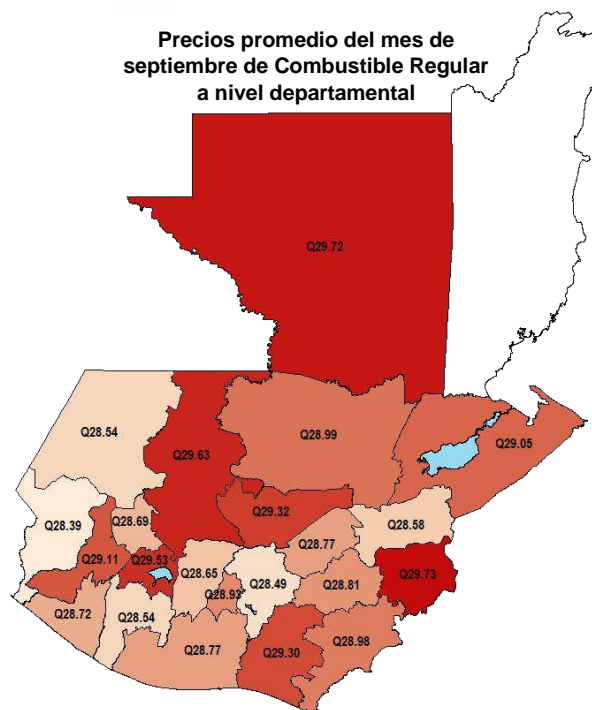 Precios promedio del mes de
septiembre de Combustible Regular
a nivel departamental
Q29.72
Q28.54
Q28.99
Q29.63
Q29.05
Q29.32
Q28.39
Q28.69
Q28.58
Q28.77
Q29.11
Q29.53
Q28.65
Q28.49
Q28.81
Q29.73
Q28.93
Q28.72
Q28.54
Q28.77
Q29.30
Q28.98